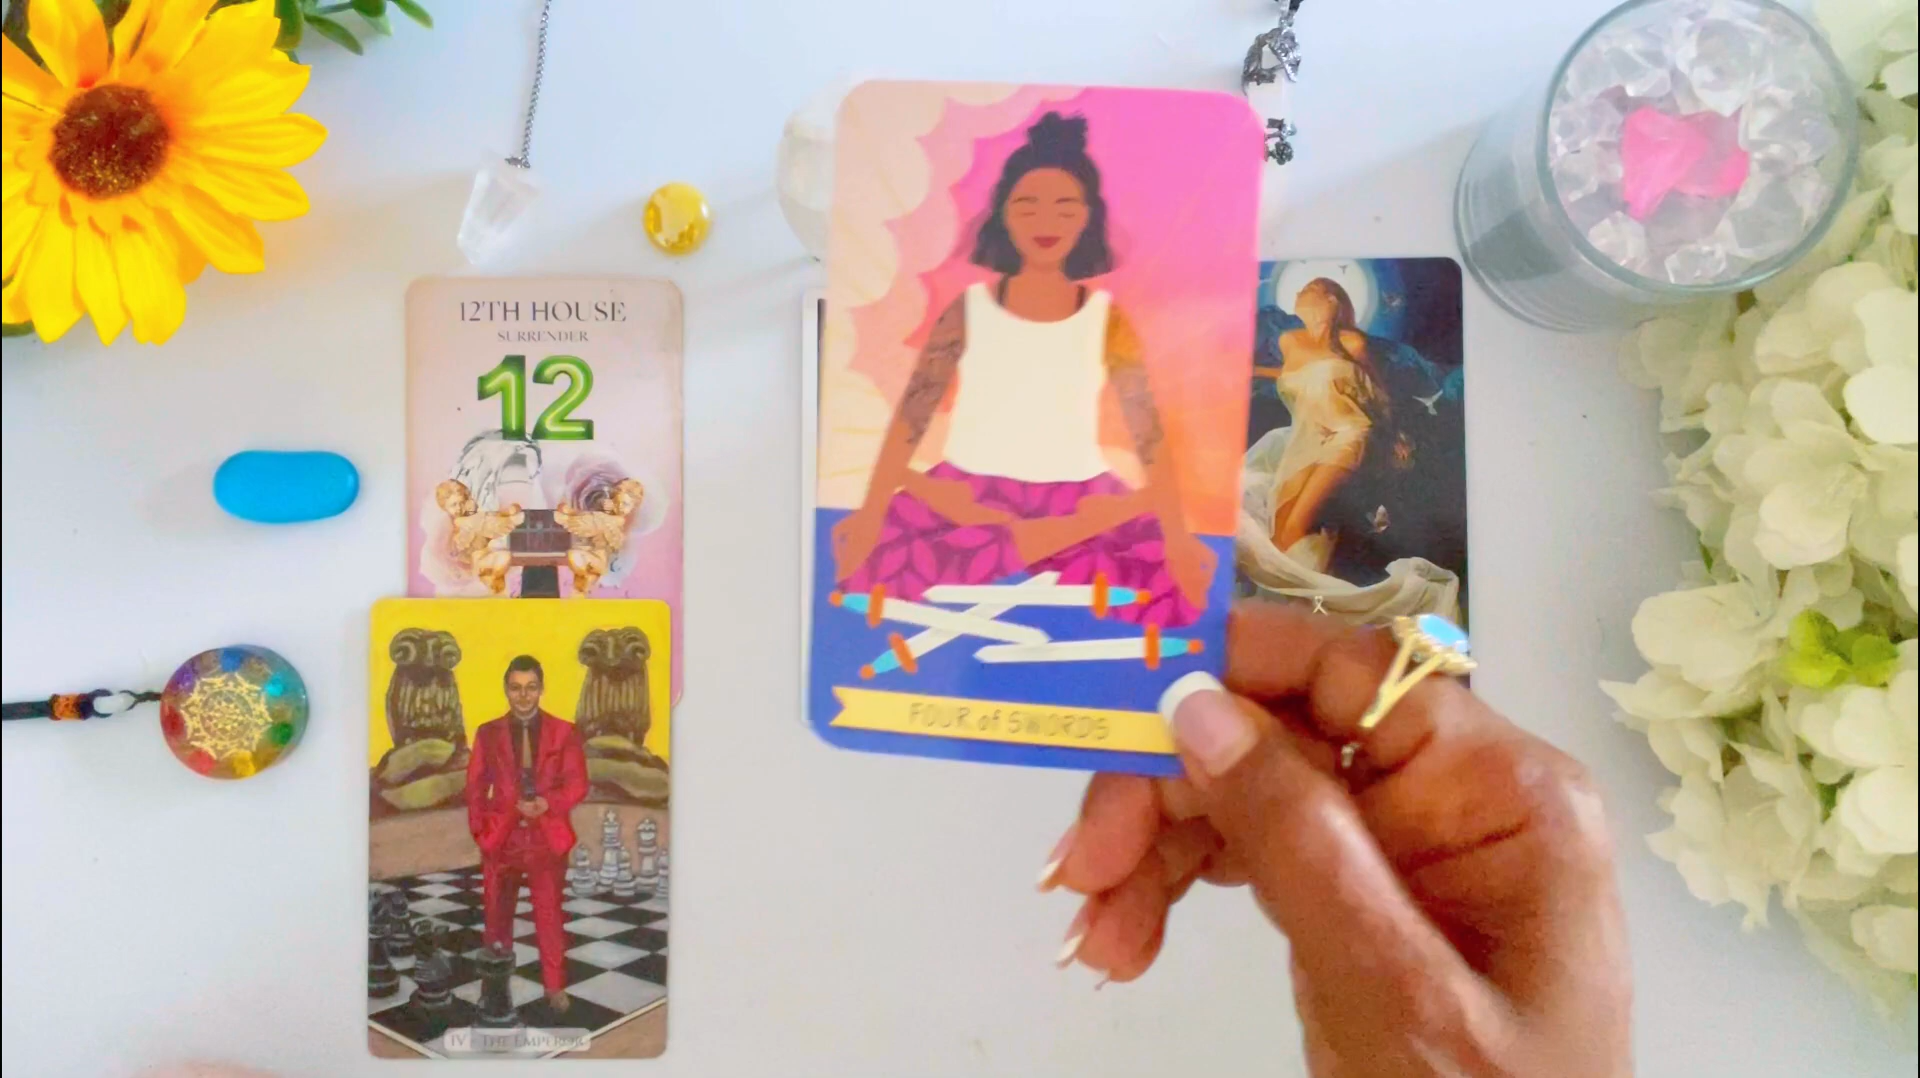 12TH HOUSE
SURRENDER
12
FOUR of SWORDS
IV - THE EMPEROR